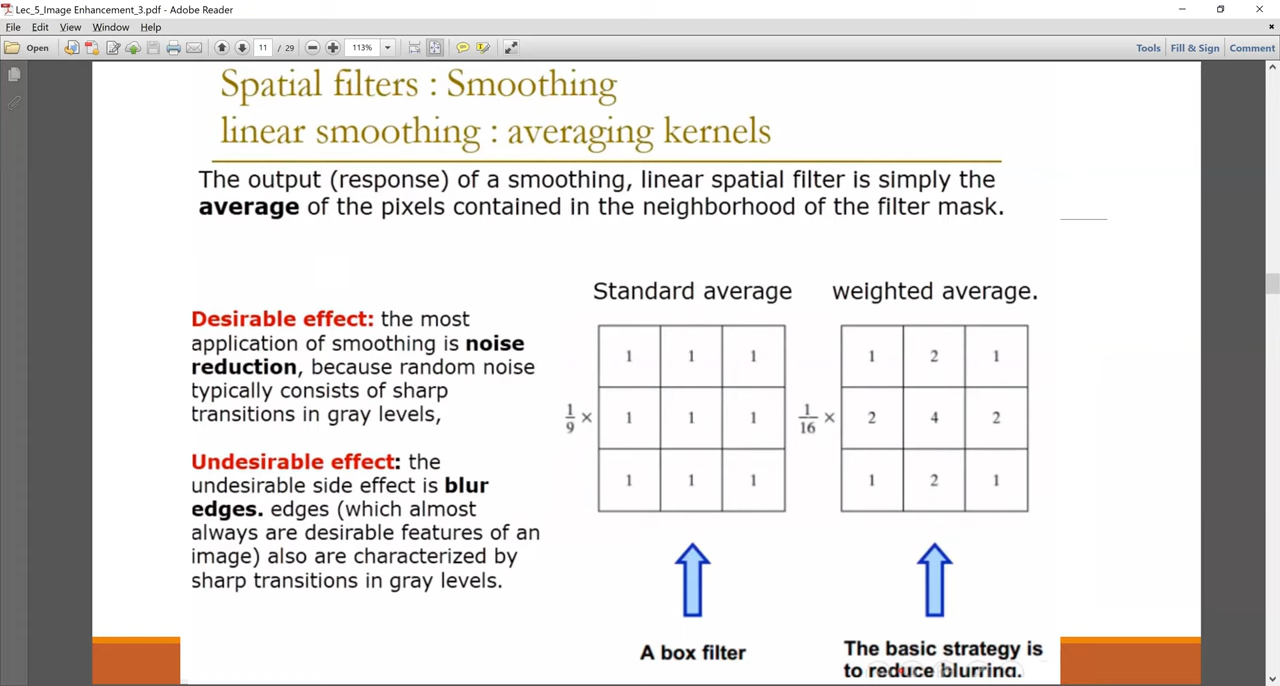 Lec_5_Image Enhancement_3.pdf - Adobe Reader
File Edit View Window Help
Open 11 / 29 113% Tools Fill & Sign Comment
Spatial filters : Smoothing
linear smoothing : averaging kernels
The output (response) of a smoothing, linear spatial filter is simply the
average of the pixels contained in the neighborhood of the filter mask.
Desirable effect: the most
application of smoothing is noise
reduction, because random noise
typically consists of sharp
transitions in gray levels,
Undesirable effect: the
undesirable side effect is blur
edges. edges (which almost
always are desirable features of an
image) also are characterized by
sharp transitions in gray levels.
Standard average
1/9 ×
1 1 1
1 1 1
1 1 1
A box filter
weighted average.
1/16 ×
1 2 1
2 4 2
1 2 1
The basic strategy is
to reduce blurring.